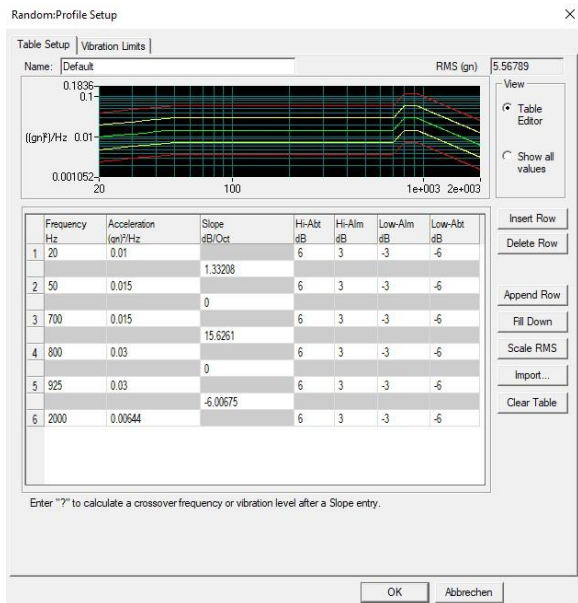 Random:Profile Setup
Table Setup Vibration Limits
Name: Default RMS (gn) 5.56789
0.1836
0.1
((gn)²)/Hz 0.01
0.001052
20 100 1e+003 2e+003
View
Table Editor
Show all values
Frequency Acceleration Slope Hi-Abt Hi-Alm Low-Alm Low-Abt
Hz (gn)²/Hz dB/Oct dB dB dB dB
1 20 0.01 6 3 -3 -6
1.33208
2 50 0.015 6 3 -3 -6
0
3 700 0.015 6 3 -3 -6
15.6261
4 800 0.03 6 3 -3 -6
0
5 925 0.03 6 3 -3 -6
-6.00675
6 2000 0.00644 6 3 -3 -6
Insert Row
Delete Row
Append Row
Fill Down
Scale RMS
Import...
Clear Table
Enter "?" to calculate a crossover frequency or vibration level after a Slope entry.
OK Abbrechen